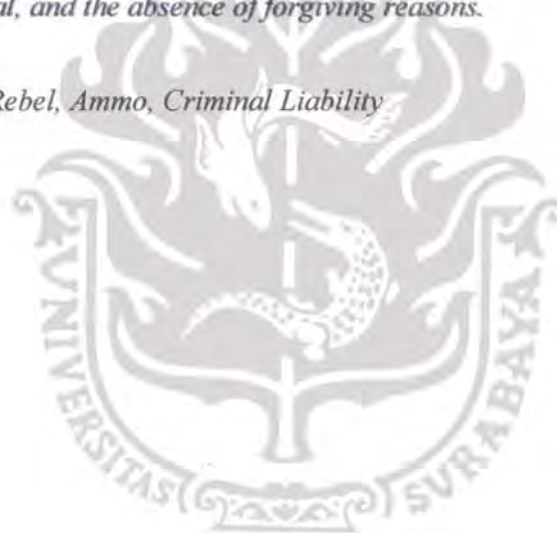 al, and the absence of forgiving reasons.
Rebel, Ammo, Criminal Liability
UNIVERSITAS SURABAYA